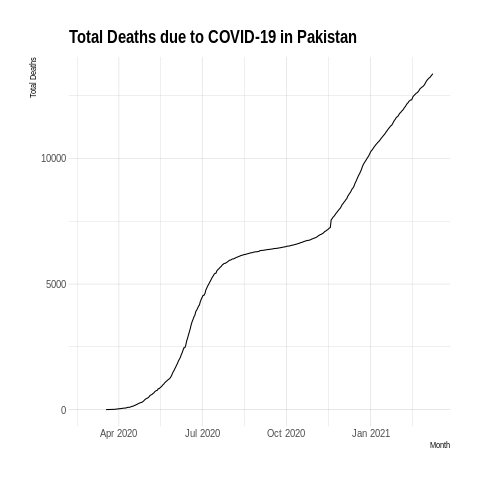 Total Deaths due to COVID-19 in Pakistan
Total Deaths
10000
5000
0
Apr 2020 Jul 2020 Oct 2020 Jan 2021
Month